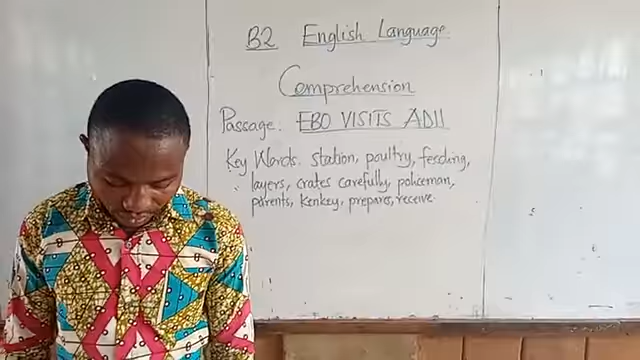 B2 English Language
Comprehension
Passage: EBO VISITS ADJI
Key Words. station, poultry, feeding,
layers, crates carefully, policeman,
parents, kenkey, prepares, receive.